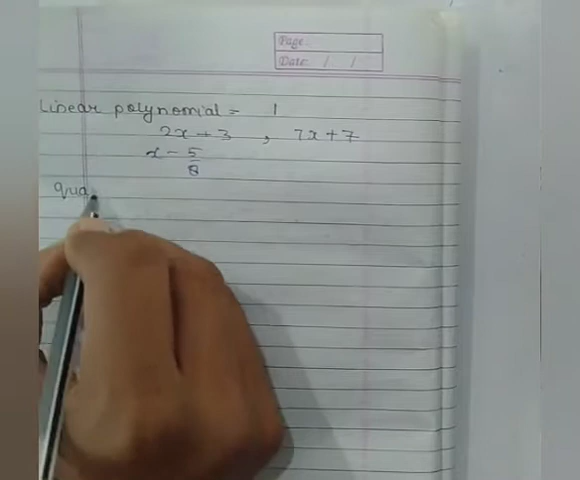 Page:
Date: / /
Linear polynomial = 1
2x + 3 , 7x + 7
x - 5/8
qua